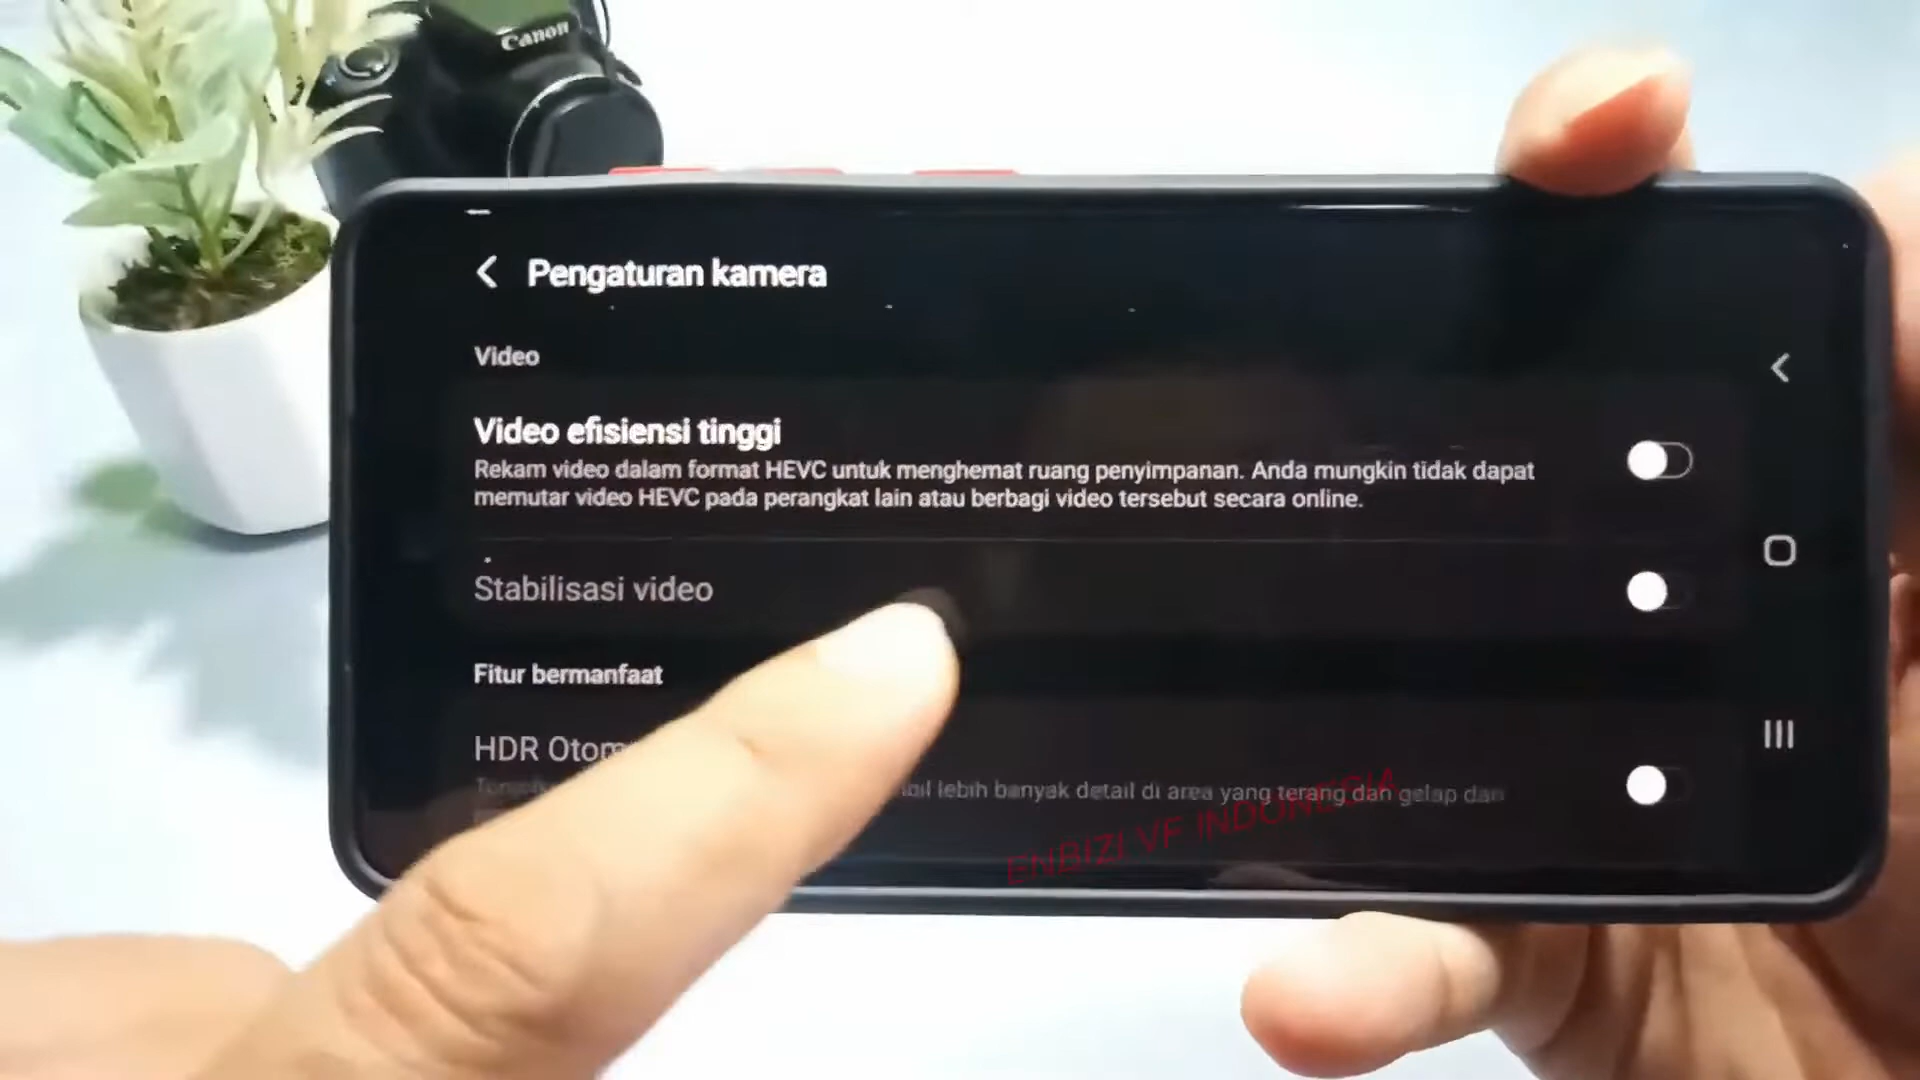 Canon
Pengaturan kamera
Video
Video efisiensi tinggi
Rekam video dalam format HEVC untuk menghemat ruang penyimpanan. Anda mungkin tidak dapat
memutar video HEVC pada perangkat lain atau berbagi video tersebut secara online.
Stabilisasi video
Fitur bermanfaat
HDR
lebih banyak detail di area yang terang dan gelap dan
ENBIZI VF INDONESIA